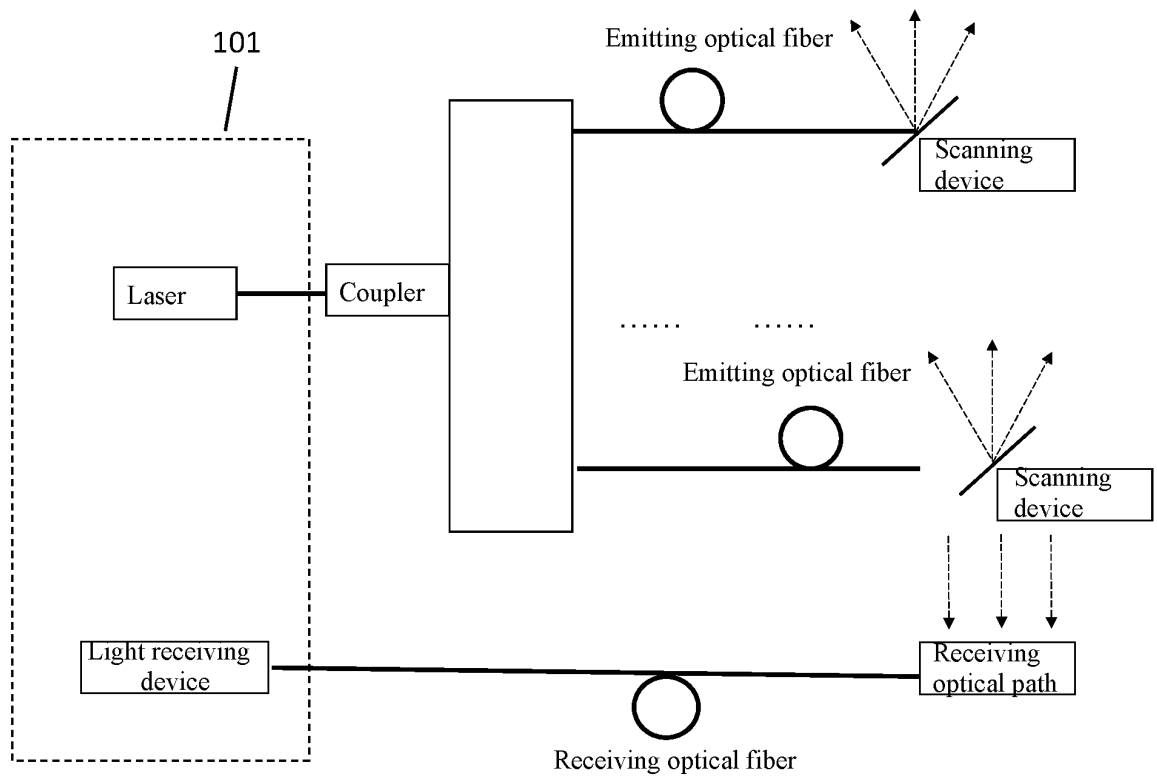 101
Emitting optical fiber
Scanning
device
Laser
Coupler
...... ......
Emitting optical fiber
Scanning
device
Light receiving
device
Receiving
optical path
Receiving optical fiber